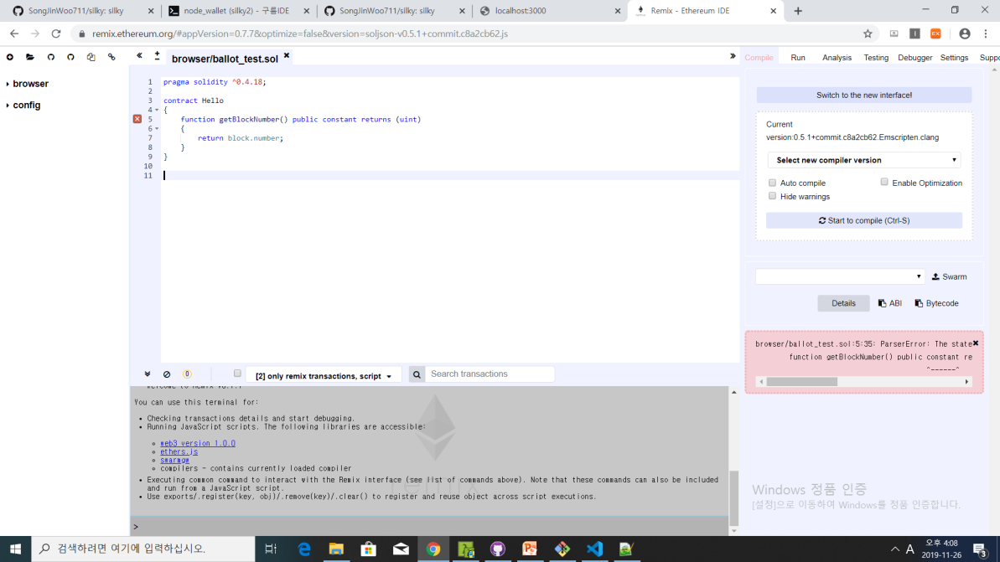 SongJinWoo711/silky: silky
node_wallet (silky2) - 구름IDE
SongJinWoo711/silky: silky
localhost:3000
Remix - Ethereum IDE
remix.ethereum.org/#appVersion=0.7.7&optimize=false&version=soljson-v0.5.1+commit.c8a2cb62.js
browser/ballot_test.sol
Compile Run Analysis Testing Debugger Settings Suppo
browser
config
1 pragma solidity ^0.4.18;
2
3 contract Hello
4 {
5 function getBlockNumber() public constant returns (uint)
6 {
7 return block.number;
8 }
9 }
10
11
Switch to the new interface!
Current
version:0.5.1+commit.c8a2cb62.Emscripten.clang
Select new compiler version
Auto compile Enable Optimization
Hide warnings
Start to compile (Ctrl-S)
Swarm
Details ABI Bytecode
browser/ballot_test.sol:5:35: ParserError: The state
function getBlockNumber() public constant re
^------^
0 [2] only remix transactions, script Search transactions
You can use this terminal for:
• Checking transactions details and start debugging.
• Running JavaScript scripts. The following libraries are accessible:
web3 version 1.0.0
ethers.js
swarmgw
compilers - contains currently loaded compiler
• Executing common command to interact with the Remix interface (see list of commands above). Note that these commands can also be included
and run from a JavaScript script.
• Use exports/.register(key, obj)/.remove(key)/.clear() to register and reuse object across script executions.
remix
>
Windows 정품 인증
[설정]으로 이동하여 Windows를 정품 인증합니다.
검색하려면 여기에 입력하십시오.
A
오후 4:08
2019-11-26
3